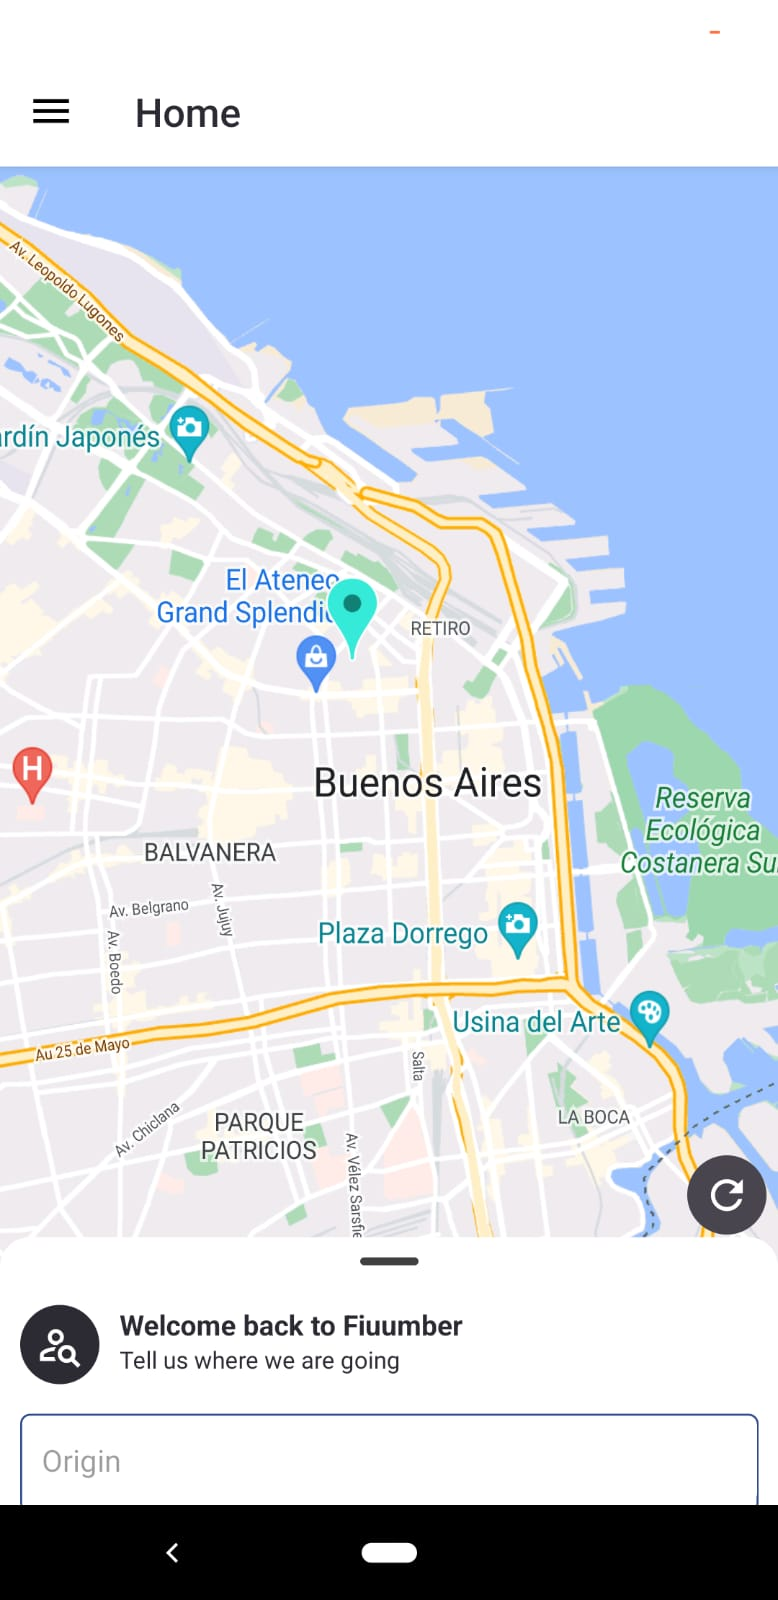 Home
Av. Leopoldo Lugones
rdín Japonés
El Ateneo
Grand Splendid
RETIRO
H
Buenos Aires
Reserva
Ecológica
Costanera Su
BALVANERA
Av. Jujuy
Av. Belgrano
Av. Boedo
Plaza Dorrego
Usina del Arte
Au 25 de Mayo
Salta
Av. Chiclana
PARQUE
PATRICIOS
LA BOCA
Av. Vélez Sarsfie
Welcome back to Fiuumber
Tell us where we are going
Origin